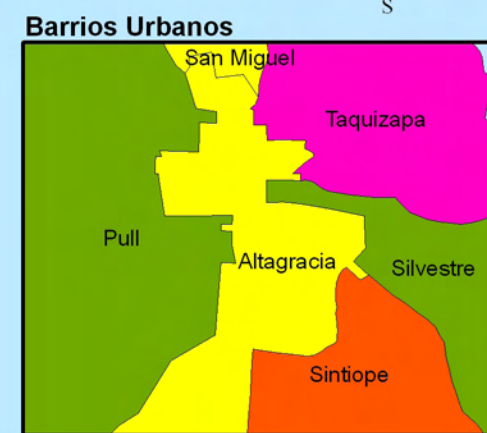 S
Barrios Urbanos
San Miguel
Taquizapa
Pull
Altagracia
Silvestre
Sintiope